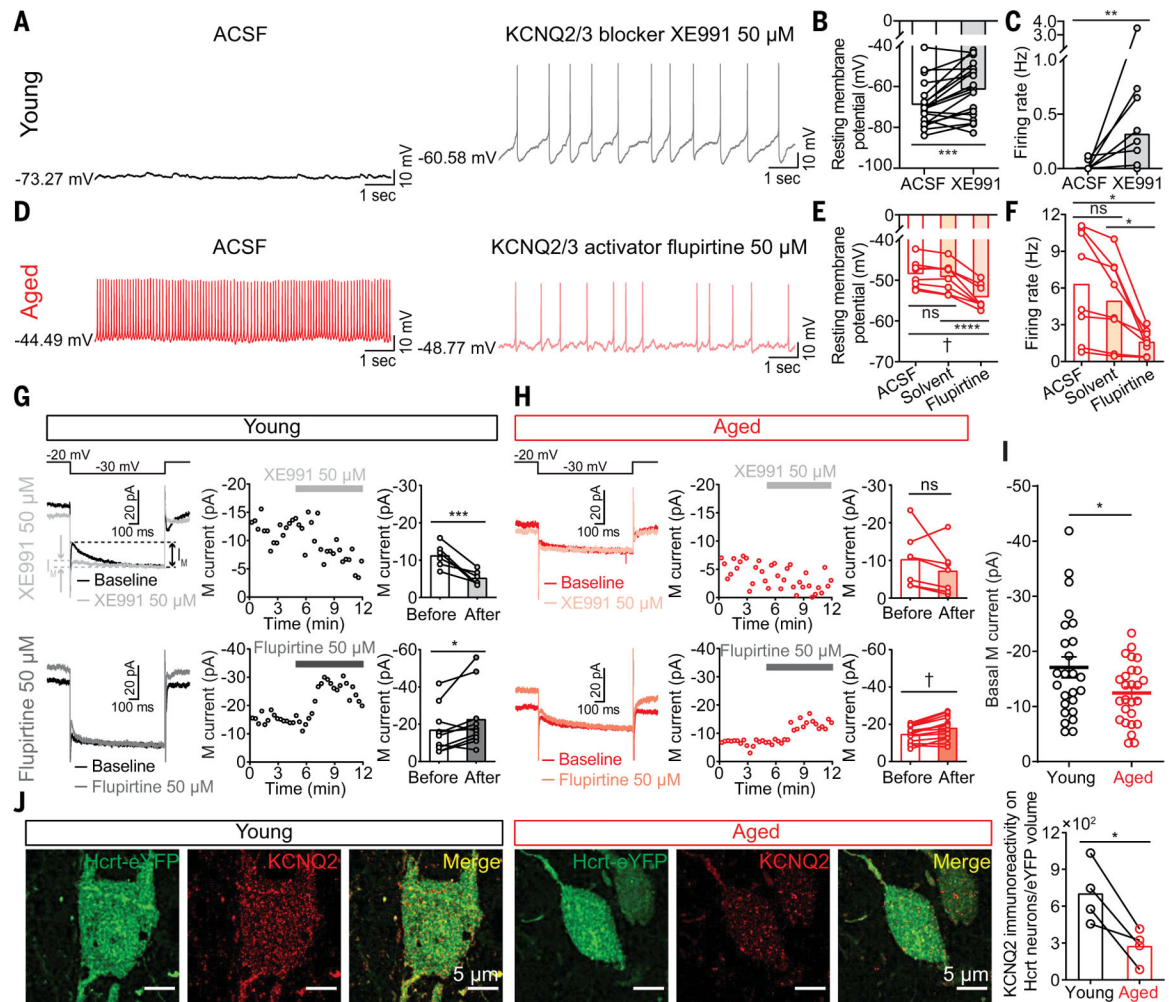 A
ACSF
KCNQ2/3 blocker XE991 50 μM
Young
-73.27 mV
10 mV
1 sec
-60.58 mV
10 mV
1 sec
B
Resting membrane
potential (mV)
0
-40
-60
-80
-100
***
ACSF XE991
C
Firing rate (Hz)
4.0
3.0
1.0
0.5
0.0
**
ACSF XE991
D
ACSF
KCNQ2/3 activator flupirtine 50 μM
Aged
-44.49 mV
10 mV
1 sec
-48.77 mV
10 mV
1 sec
E
Resting membrane
potential (mV)
0
-40
-50
-60
-70
ns
****
†
ACSF
Solvent
Flupirtine
F
Firing rate (Hz)
12
9
6
3
0
*
ns
*
ACSF
Solvent
Flupirtine
G
Young
XE991 50 μM
-20 mV
-30 mV
20 pA
100 ms
I M
I M
Baseline
XE991 50 μM
XE991 50 μM
M current (pA)
-20
-15
-10
-5
0
0 3 6 9 12
Time (min)
M current (pA)
-30
-20
-10
0
***
Before After
Flupirtine 50 μM
20 pA
100 ms
Baseline
Flupirtine 50 μM
Flupirtine 50 μM
M current (pA)
-40
-30
-20
-10
0
0 3 6 9 12
Time (min)
M current (pA)
-60
-40
-20
0
*
Before After
H
Aged
-20 mV
-30 mV
20 pA
100 ms
Baseline
XE991 50 μM
XE991 50 μM
M current (pA)
-20
-15
-10
-5
0
0 3 6 9 12
Time (min)
M current (pA)
-30
-20
-10
0
ns
Before After
20 pA
100 ms
Baseline
Flupirtine 50 μM
Flupirtine 50 μM
M current (pA)
-40
-30
-20
-10
0
0 3 6 9 12
Time (min)
M current (pA)
-60
-40
-20
0
†
Before After
I
Basal M current (pA)
-50
-40
-30
-20
-10
0
*
Young Aged
J
Young
Hcrt-eYFP
KCNQ2
Merge
5 μm
Aged
Hcrt-eYFP
KCNQ2
Merge
5 μm
KCNQ2 immunoreactivity on
Hcrt neurons/eYFP volume
×10²
12
9
6
3
0
*
Young Aged